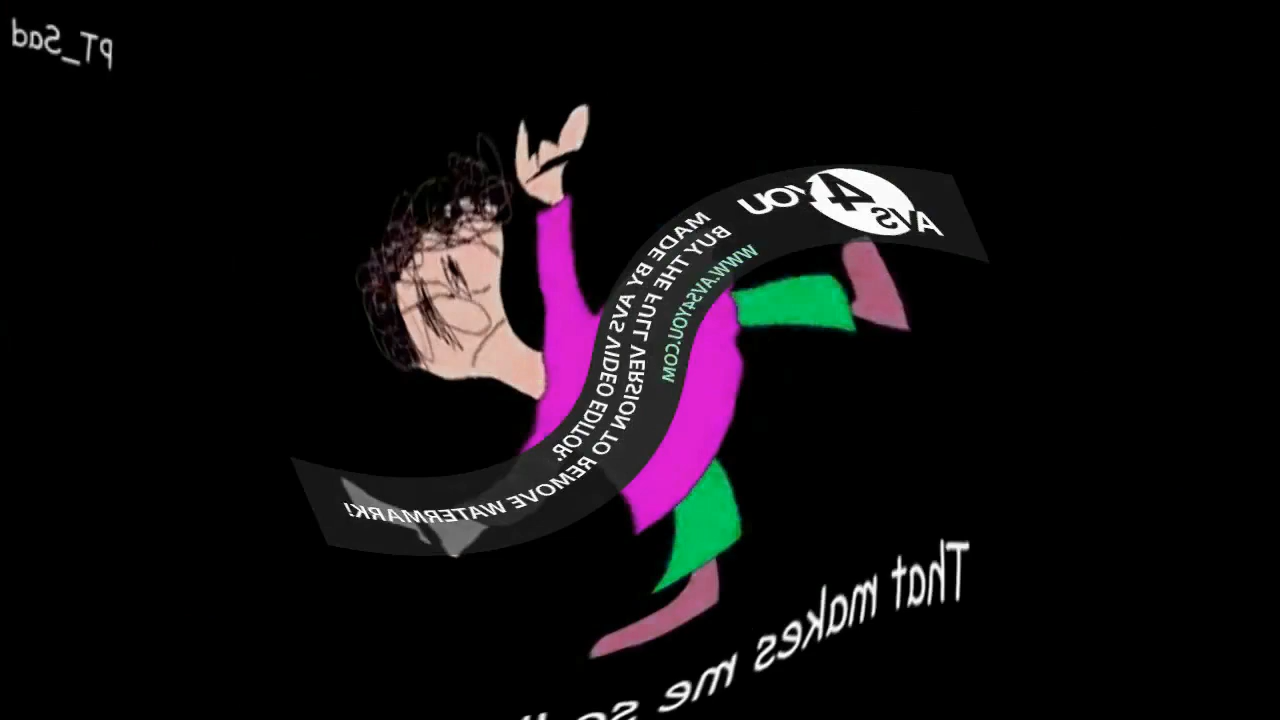 PT_Sad
AVS4YOU
MADE BY AVS VIDEO EDITOR.
BUY THE FULL VERSION TO REMOVE WATERMARK!
WWW.AVS4YOU.COM
That makes me